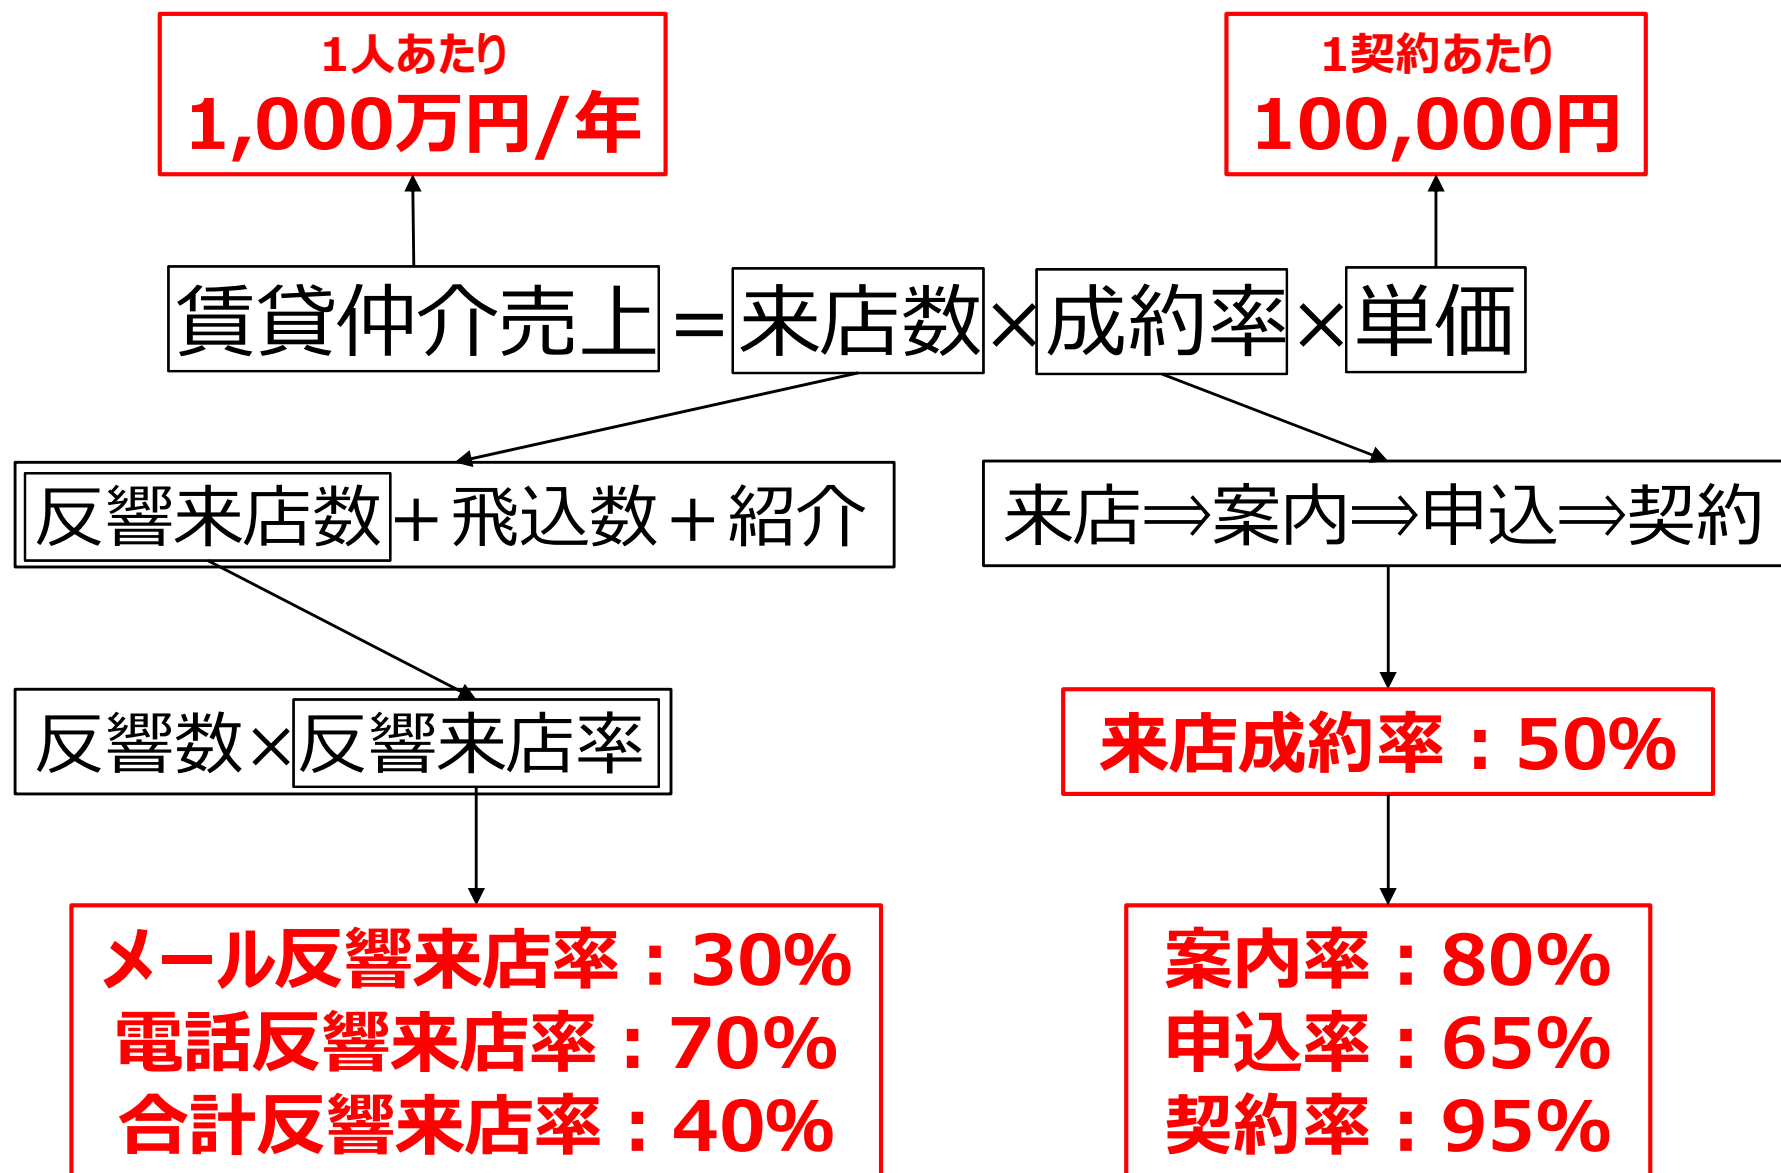 1人あたり
1,000万円/年
1契約あたり
100,000円
賃貸仲介売上=来店数×成約率×単価
反響来店数+飛込数+紹介
来店⇒案内⇒申込⇒契約
反響数×反響来店率
来店成約率：50%
メール反響来店率：30%
電話反響来店率：70%
合計反響来店率：40%
案内率：80%
申込率：65%
契約率：95%